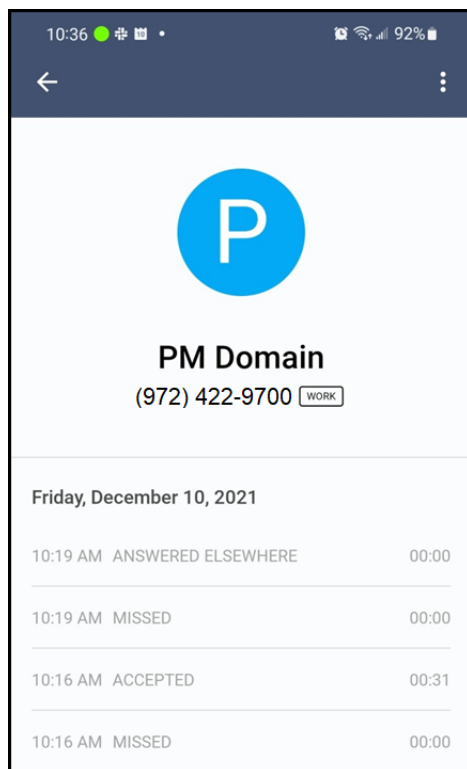 10:36 92%
P
PM Domain
(972) 422-9700 WORK
Friday, December 10, 2021
10:19 AM ANSWERED ELSEWHERE 00:00
10:19 AM MISSED 00:00
10:16 AM ACCEPTED 00:31
10:16 AM MISSED 00:00